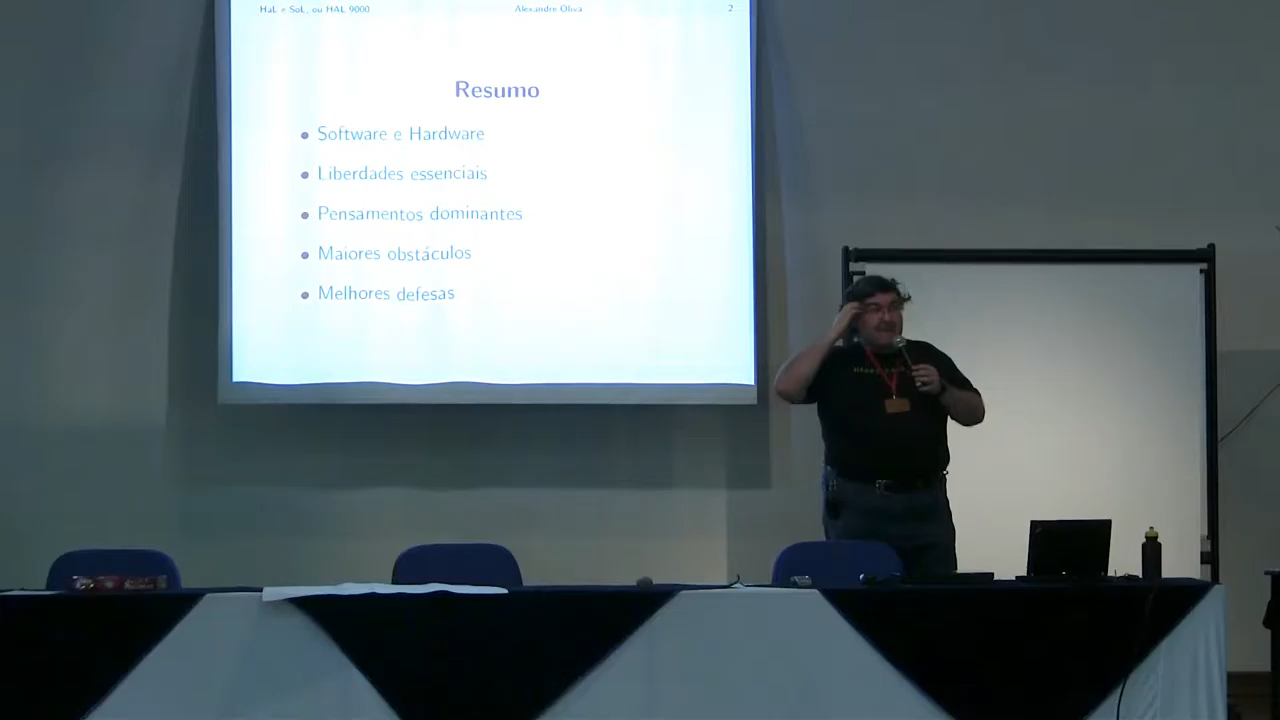 HaL e SoL, ou HAL 9000 Alexandre Oliva 2
Resumo
Software e Hardware
Liberdades essenciais
Pensamentos dominantes
Maiores obstáculos
Melhores defesas